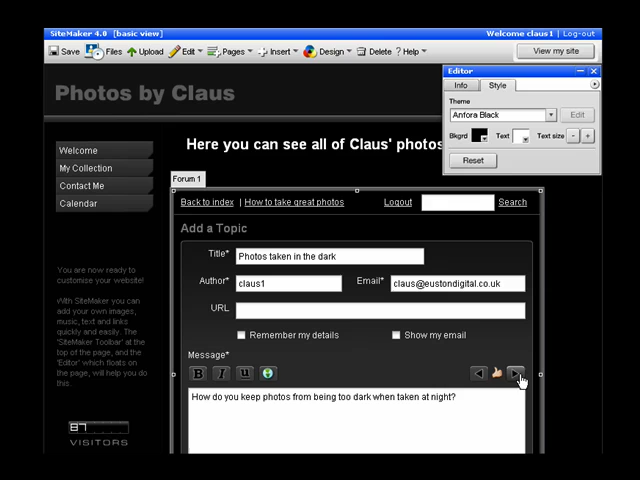 SiteMaker 4.0 [basic view]
Welcome claus1 | Log-out
Save Files Upload Edit Pages Insert Design Delete ? Help
View my site
Editor
Info Style
Theme
Anfora Black
Edit
Bkgrd Text Text size - +
Reset
Photos by Claus
Welcome
My Collection
Contact Me
Calendar
Here you can see all of Claus' photos
Forum 1
Back to index | How to take great photos
Logout
Search
Add a Topic
Title* Photos taken in the dark
Author* claus1
Email* claus@eustondigital.co.uk
URL
Remember my details
Show my email
Message*
B I u
How do you keep photos from being too dark when taken at night?
You are now ready to
customise your website!
With SiteMaker you can
add your own images,
music, text and links
quickly and easily. The
'SiteMaker Toolbar' at the
top of the page, and the
'Editor' which floats on
the page, will help you do
this.
87
VISITORS